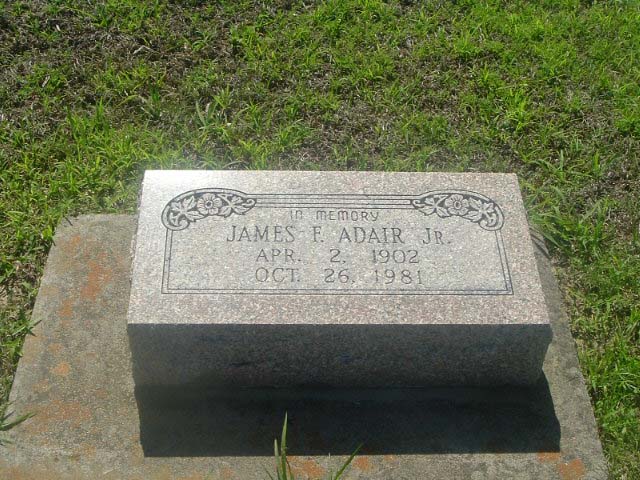 IN MEMORY
JAMES F. ADAIR JR.
APR. 2, 1902
OCT. 26, 1981